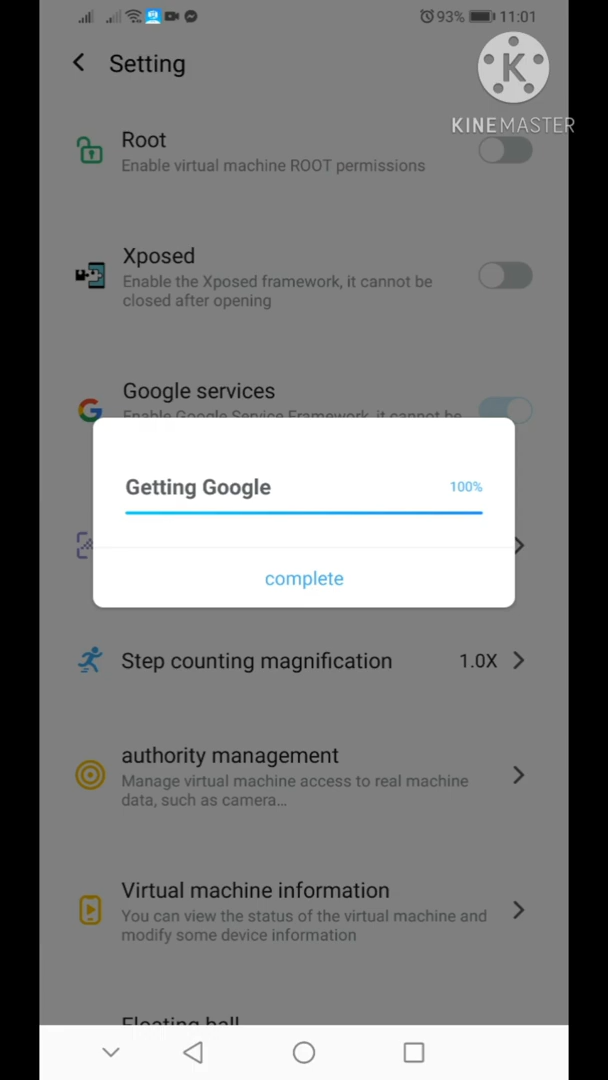 93% 11:01
Setting
K
KINEMASTER
Root
Enable virtual machine ROOT permissions
Xposed
Enable the Xposed framework, it cannot be
closed after opening
Google services
Enable Google Service Framework, it cannot be
Getting Google 100%
complete
Step counting magnification 1.0X
authority management
Manage virtual machine access to real machine
data, such as camera...
Virtual machine information
You can view the status of the virtual machine and
modify some device information
Floating ball